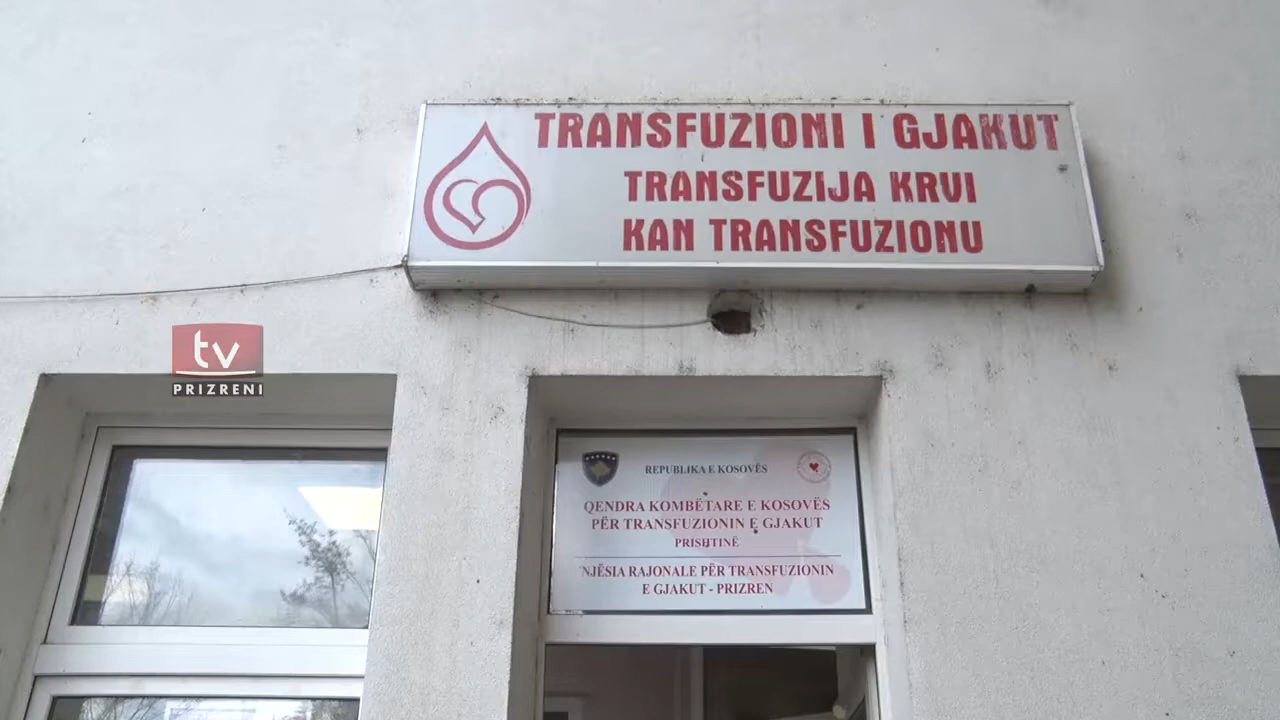 TRANSFUZIONI I GJAKUT
TRANSFUZIJA KRVI
KAN TRANSFUZIONU
tv
PRIZRENI
REPUBLIKA E KOSOVËS
QENDRA KOMBËTARE E KOSOVËS
PËR TRANSFUZIONIN E GJAKUT
PRISHTINË
NJËSIA RAJONALE PËR TRANSFUZIONIN
E GJAKUT - PRIZREN